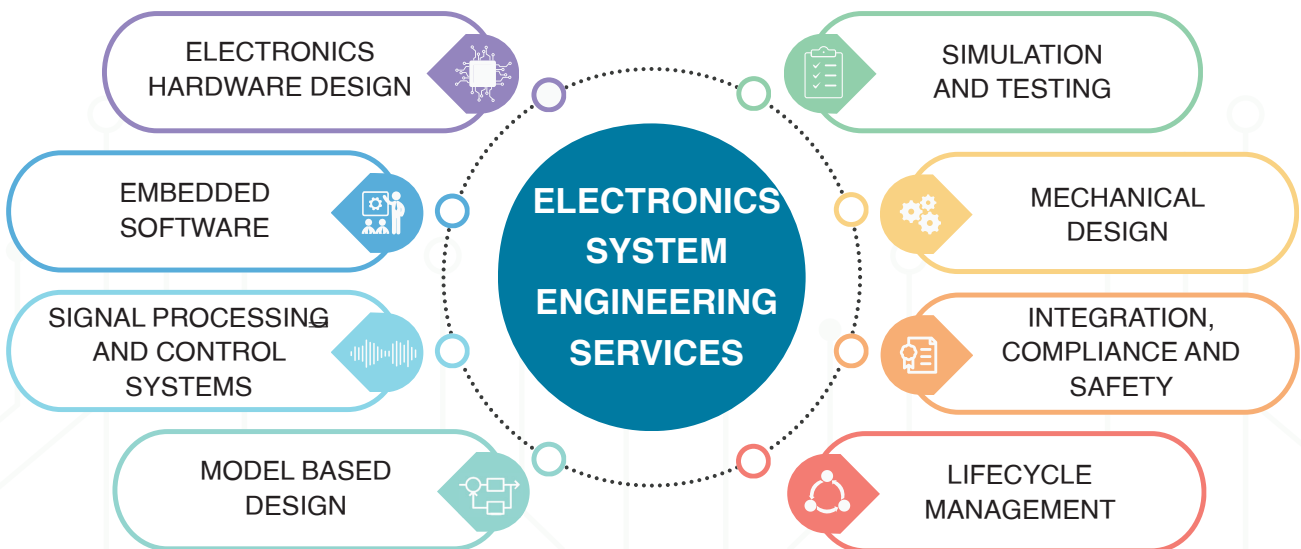 ELECTRONICS
HARDWARE DESIGN
EMBEDDED
SOFTWARE
SIGNAL PROCESSING
AND CONTROL
SYSTEMS
MODEL BASED
DESIGN
ELECTRONICS
SYSTEM
ENGINEERING
SERVICES
SIMULATION
AND TESTING
MECHANICAL
DESIGN
INTEGRATION,
COMPLIANCE AND
SAFETY
LIFECYCLE
MANAGEMENT